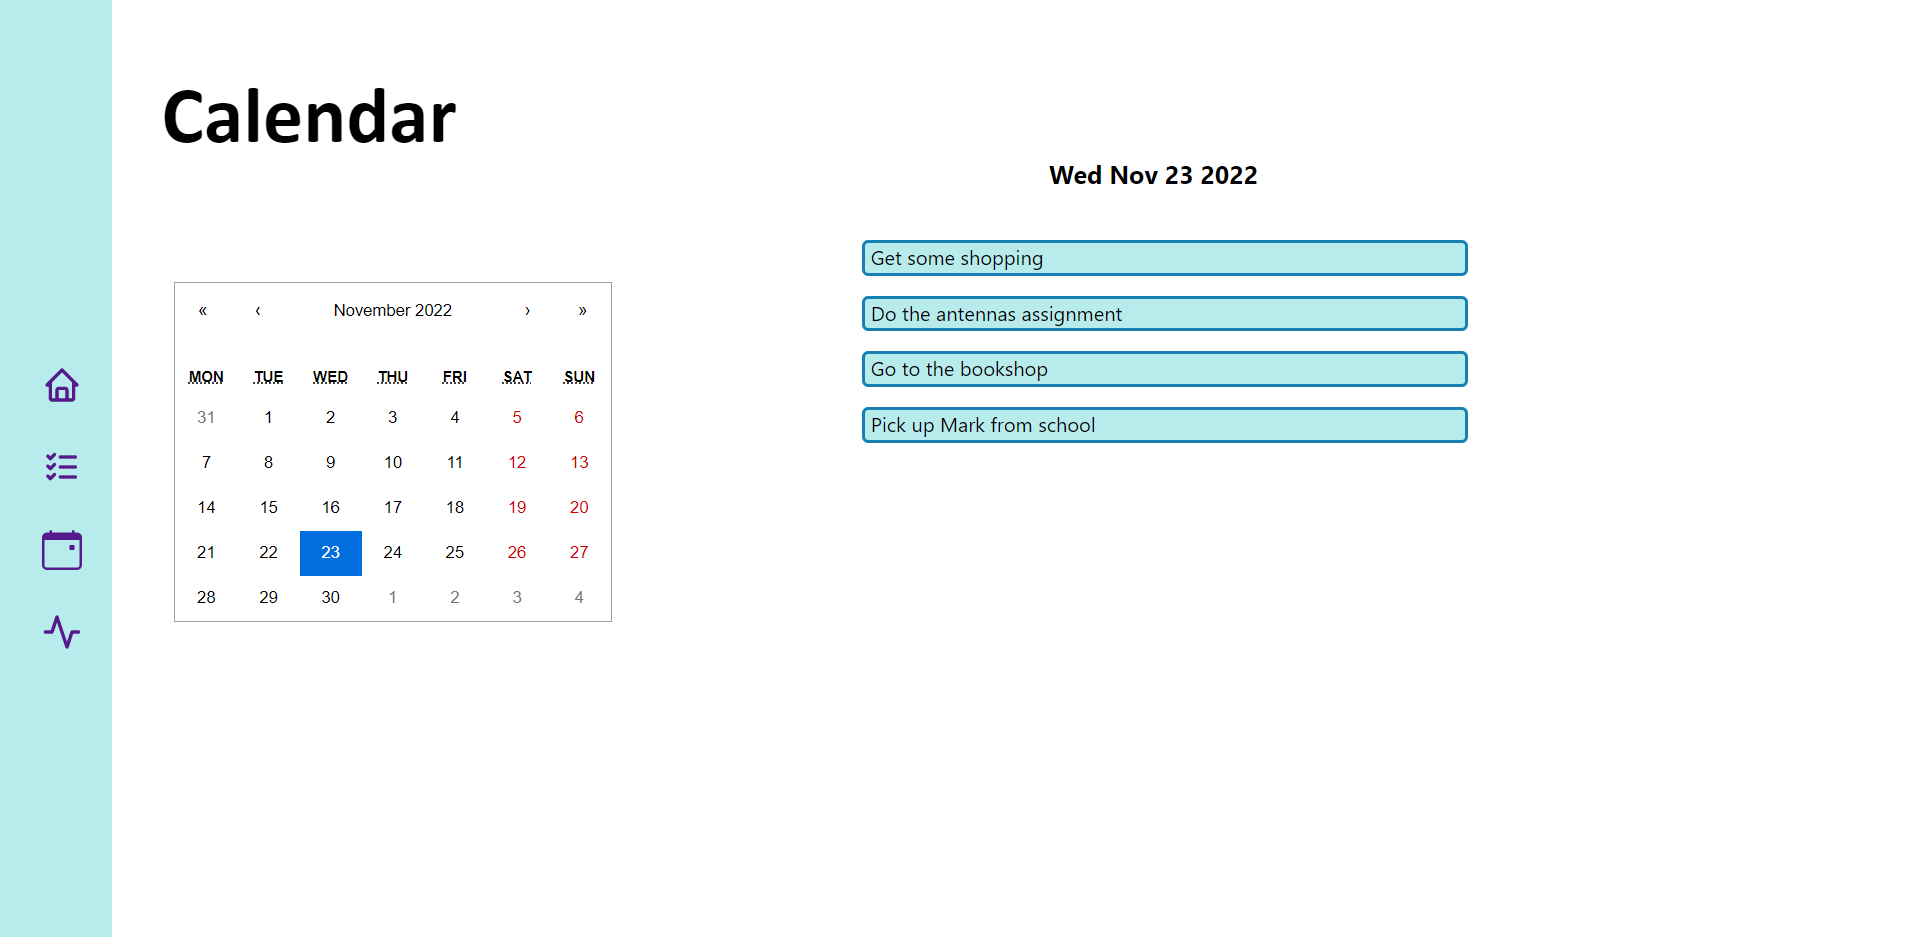 Calendar
Wed Nov 23 2022
« ‹ November 2022 › »
MON TUE WED THU FRI SAT SUN
31 1 2 3 4 5 6
7 8 9 10 11 12 13
14 15 16 17 18 19 20
21 22 23 24 25 26 27
28 29 30 1 2 3 4
Get some shopping
Do the antennas assignment
Go to the bookshop
Pick up Mark from school